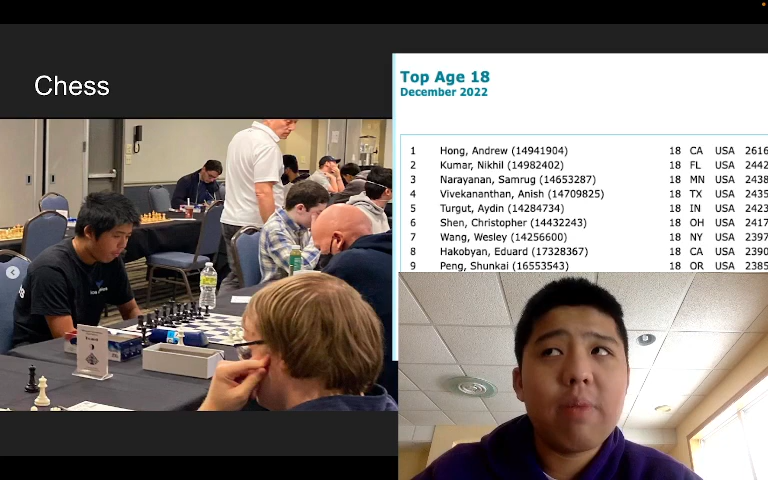 Chess
Top Age 18
December 2022
1 Hong, Andrew (14941904) 18 CA USA 2616
2 Kumar, Nikhil (14982402) 18 FL USA 2442
3 Narayanan, Samrug (14653287) 18 MN USA 2438
4 Vivekananthan, Anish (14709825) 18 TX USA 2435
5 Turgut, Aydin (14284734) 18 IN USA 2423
6 Shen, Christopher (14432243) 18 OH USA 2417
7 Wang, Wesley (14256600) 18 NY USA 2397
8 Hakobyan, Eduard (17328367) 18 CA USA 2390
9 Peng, Shunkai (16553543) 18 OR USA 2385